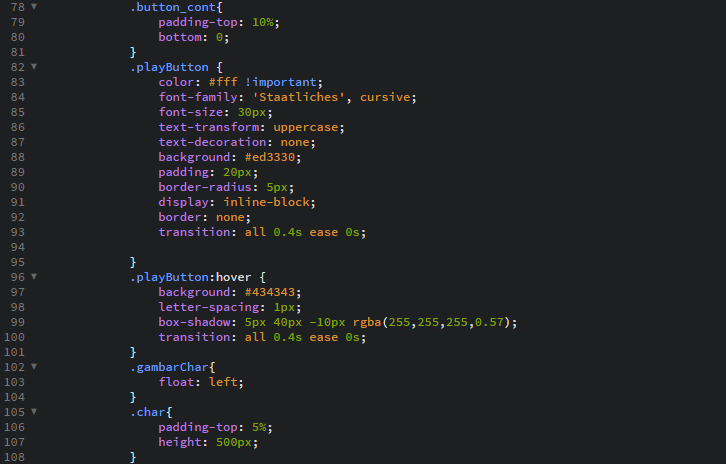 78 .button_cont{
79 padding-top: 10%;
80 bottom: 0;
81 }
82 .playButton {
83 color: #fff !important;
84 font-family: 'Staatliches', cursive;
85 font-size: 30px;
86 text-transform: uppercase;
87 text-decoration: none;
88 background: #ed3330;
89 padding: 20px;
90 border-radius: 5px;
91 display: inline-block;
92 border: none;
93 transition: all 0.4s ease 0s;
94
95 }
96 .playButton:hover {
97 background: #434343;
98 letter-spacing: 1px;
99 box-shadow: 5px 40px -10px rgba(255,255,255,0.57);
100 transition: all 0.4s ease 0s;
101 }
102 .gambarChar{
103 float: left;
104 }
105 .char{
106 padding-top: 5%;
107 height: 500px;
108 }